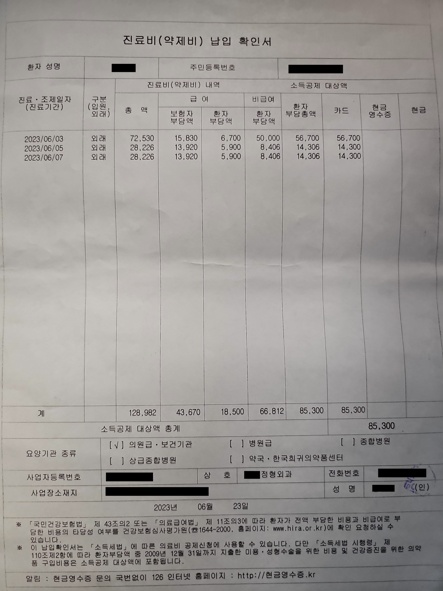 진료비(약제비) 납입 확인서
환자 성명 주민등록번호
진료·조제일자 (진료기간) 구분 (입원, 외래) 진료비(약제비) 내역 소득공제 대상액
총 액 급 여 비급여 환자 부담총액 카드 현금 영수증 현금
보험자 부담액 환자 부담액 환자 부담액
2023/06/03 외래 72,530 15,830 6,700 50,000 56,700 56,700
2023/06/05 외래 28,226 13,920 5,900 8,406 14,306 14,300
2023/06/07 외래 28,226 13,920 5,900 8,406 14,306 14,300
계 128,982 43,670 18,500 66,812 85,300 85,300
소득공제 대상액 총계 85,300
요양기관 종류 [√] 의원급·보건기관 [ ] 병원급 [ ] 종합병원
[ ] 상급종합병원 [ ] 약국·한국희귀의약품센터
사업자등록번호 상 호 정형외과 전화번호
사업장소재지 성 명 (인)
2023년 06월 23일
※ 「국민건강보험법」 제 43조의2 또는 「의료급여법」 제 11조의3에 따라 환자가 전액 부담한 비용과 비급여로 부
담한 비용의 타당성 여부를 건강보험심사평가원(☎1644-2000, 홈페이지: www.hira.or.kr)에 확인 요청하실 수
있습니다.
※ 이 납입확인서는 「소득세법」에 따른 의료비 공제신청에 사용할 수 있습니다. 다만 「소득세법 시행령」 제
110조제2항에 따라 환자부담액 중 2009년 12월 31일까지 지출한 미용·성형수술을 위한 비용 및 건강증진을 위한 의약
품 구입비용은 소득공제 대상액에 포함됩니다.
알림 : 현금영수증 문의 국번없이 126 인터넷 홈페이지 : http://현금영수증.kr